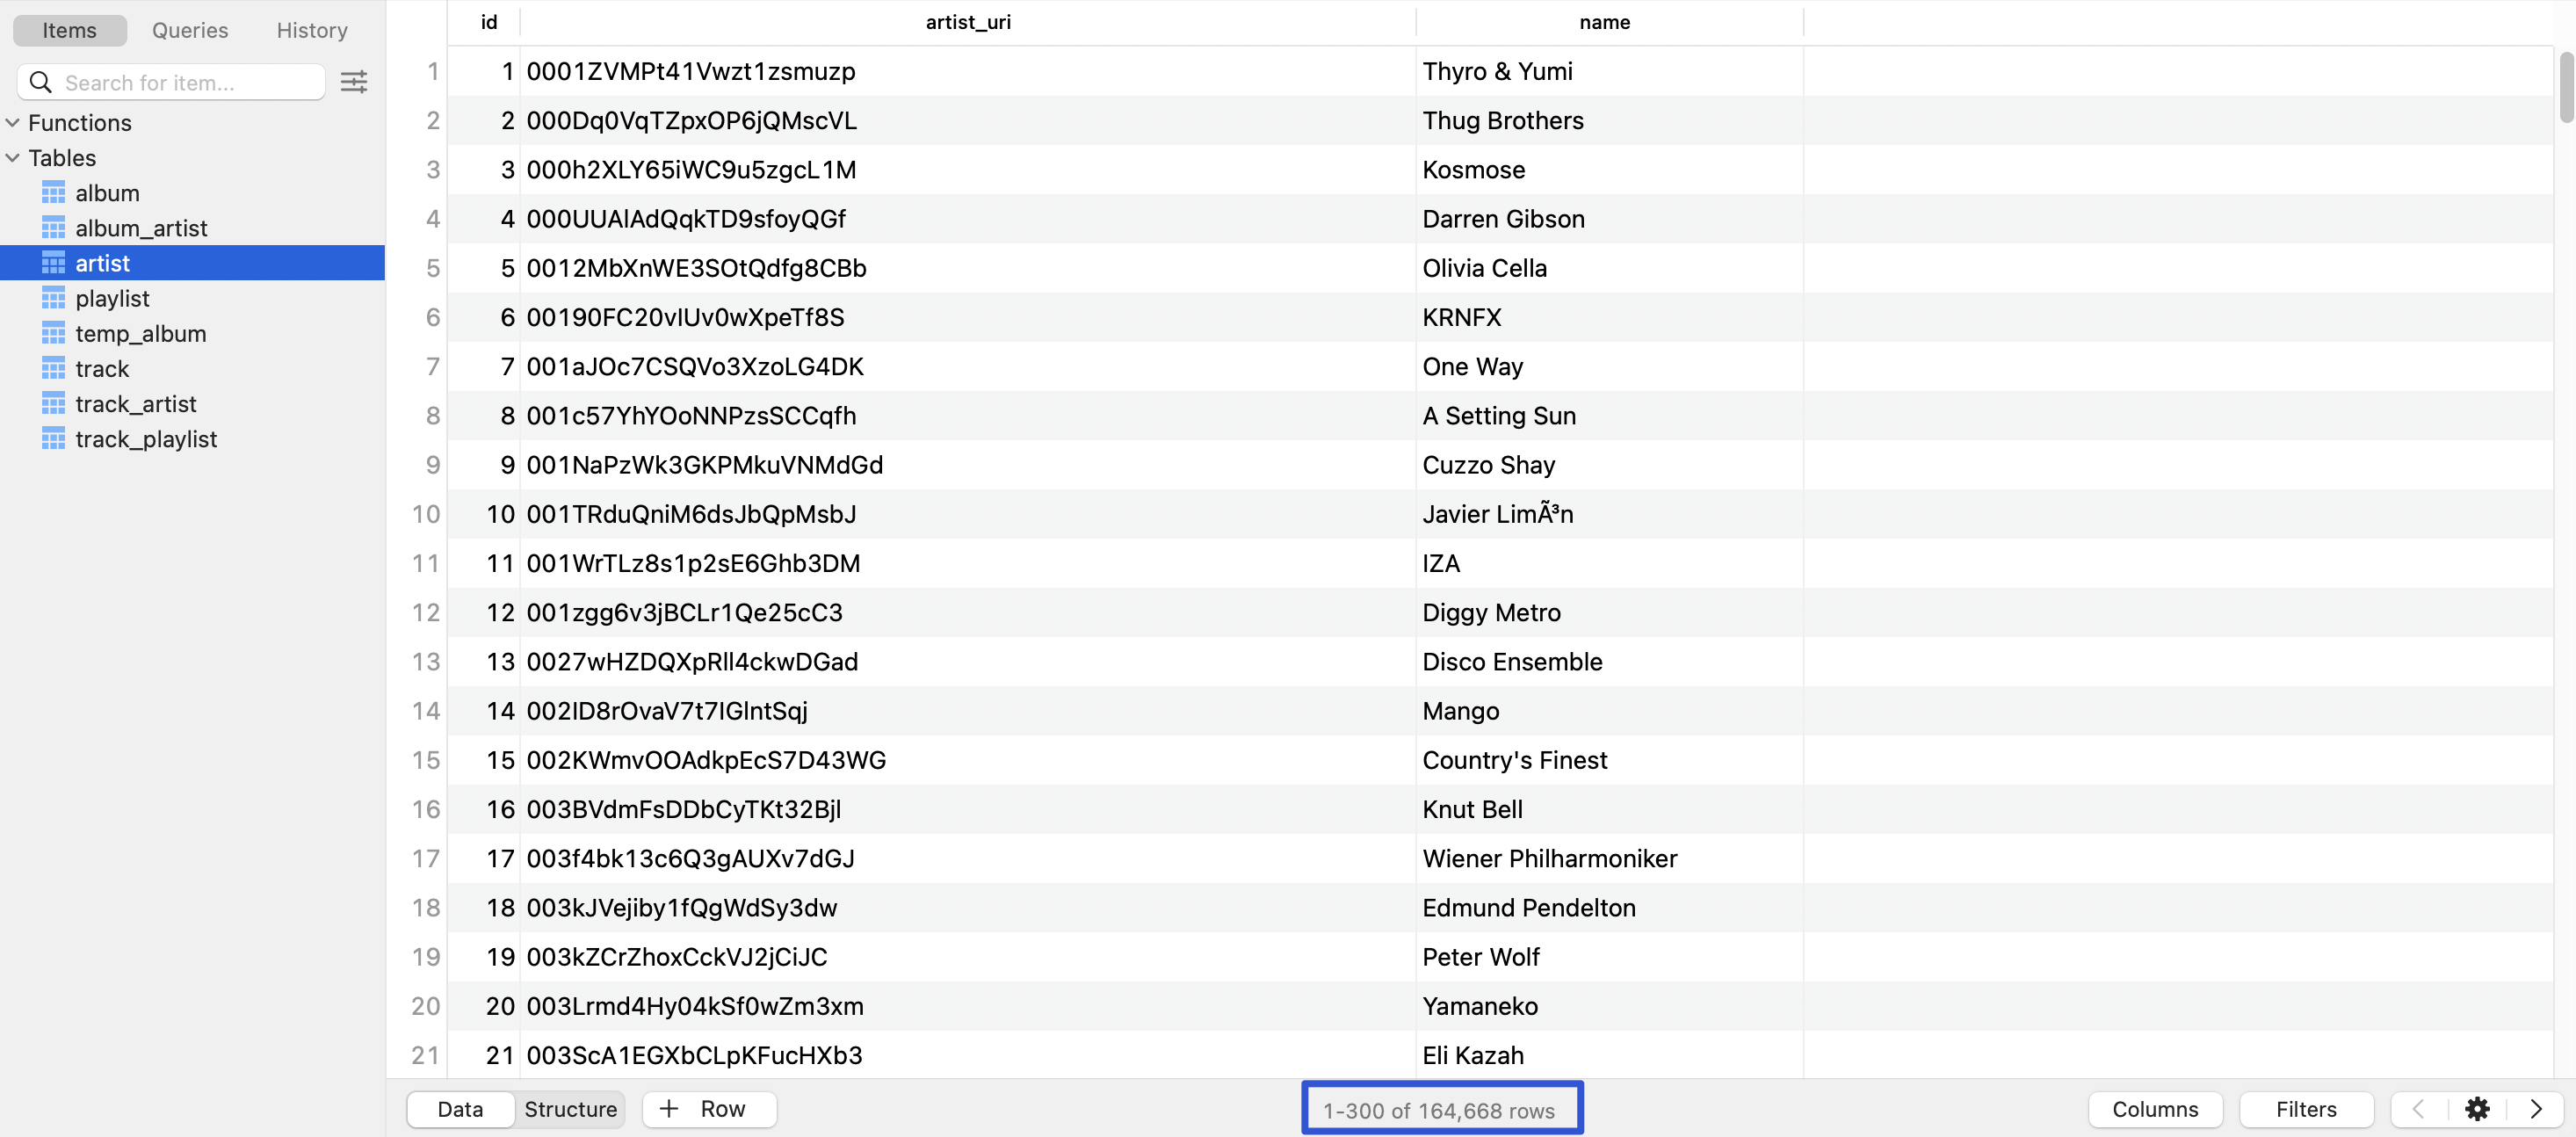 Items Queries History
Search for item...
Functions
Tables
album
album_artist
artist
playlist
temp_album
track
track_artist
track_playlist
id artist_uri name
1 1 0001ZVMPt41Vwzt1zsmuzp Thyro & Yumi
2 2 000Dq0VqTZpxOP6jQMscVL Thug Brothers
3 3 000h2XLY65iWC9u5zgcL1M Kosmose
4 4 000UUAlAdQqkTD9sfoyQGf Darren Gibson
5 5 0012MbXnWE3SOtQdfg8CBb Olivia Cella
6 6 00190FC20vIUv0wXpeTf8S KRNFX
7 7 001aJOc7CSQVo3XzoLG4DK One Way
8 8 001c57YhYOoNNPzsSCCqfh A Setting Sun
9 9 001NaPzWk3GKPMkuVNMdGd Cuzzo Shay
10 10 001TRduQniM6dsJbQpMsbJ Javier LimÃ³n
11 11 001WrTLz8s1p2sE6Ghb3DM IZA
12 12 001zgg6v3jBCLr1Qe25cC3 Diggy Metro
13 13 0027wHZDQXpRll4ckwDGad Disco Ensemble
14 14 002ID8rOvaV7t7IGlntSqj Mango
15 15 002KWmvOOAdkpEcS7D43WG Country's Finest
16 16 003BVdmFsDDbCyTKt32Bjl Knut Bell
17 17 003f4bk13c6Q3gAUXv7dGJ Wiener Philharmoniker
18 18 003kJVejiby1fQgWdSy3dw Edmund Pendelton
19 19 003kZCrZhoxCckVJ2jCiJC Peter Wolf
20 20 003Lrmd4Hy04kSf0wZm3xm Yamaneko
21 21 003ScA1EGXbCLpKFucHXb3 Eli Kazah
Data Structure + Row 1-300 of 164,668 rows Columns Filters